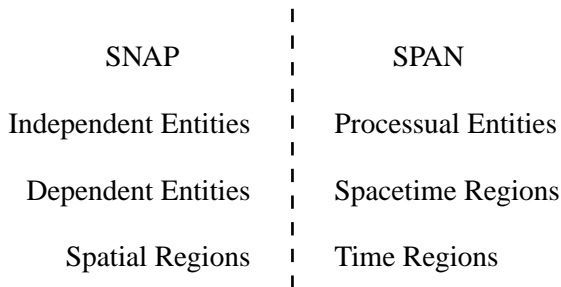 SNAP
SPAN
Independent Entities
Processual Entities
Dependent Entities
Spacetime Regions
Spatial Regions
Time Regions